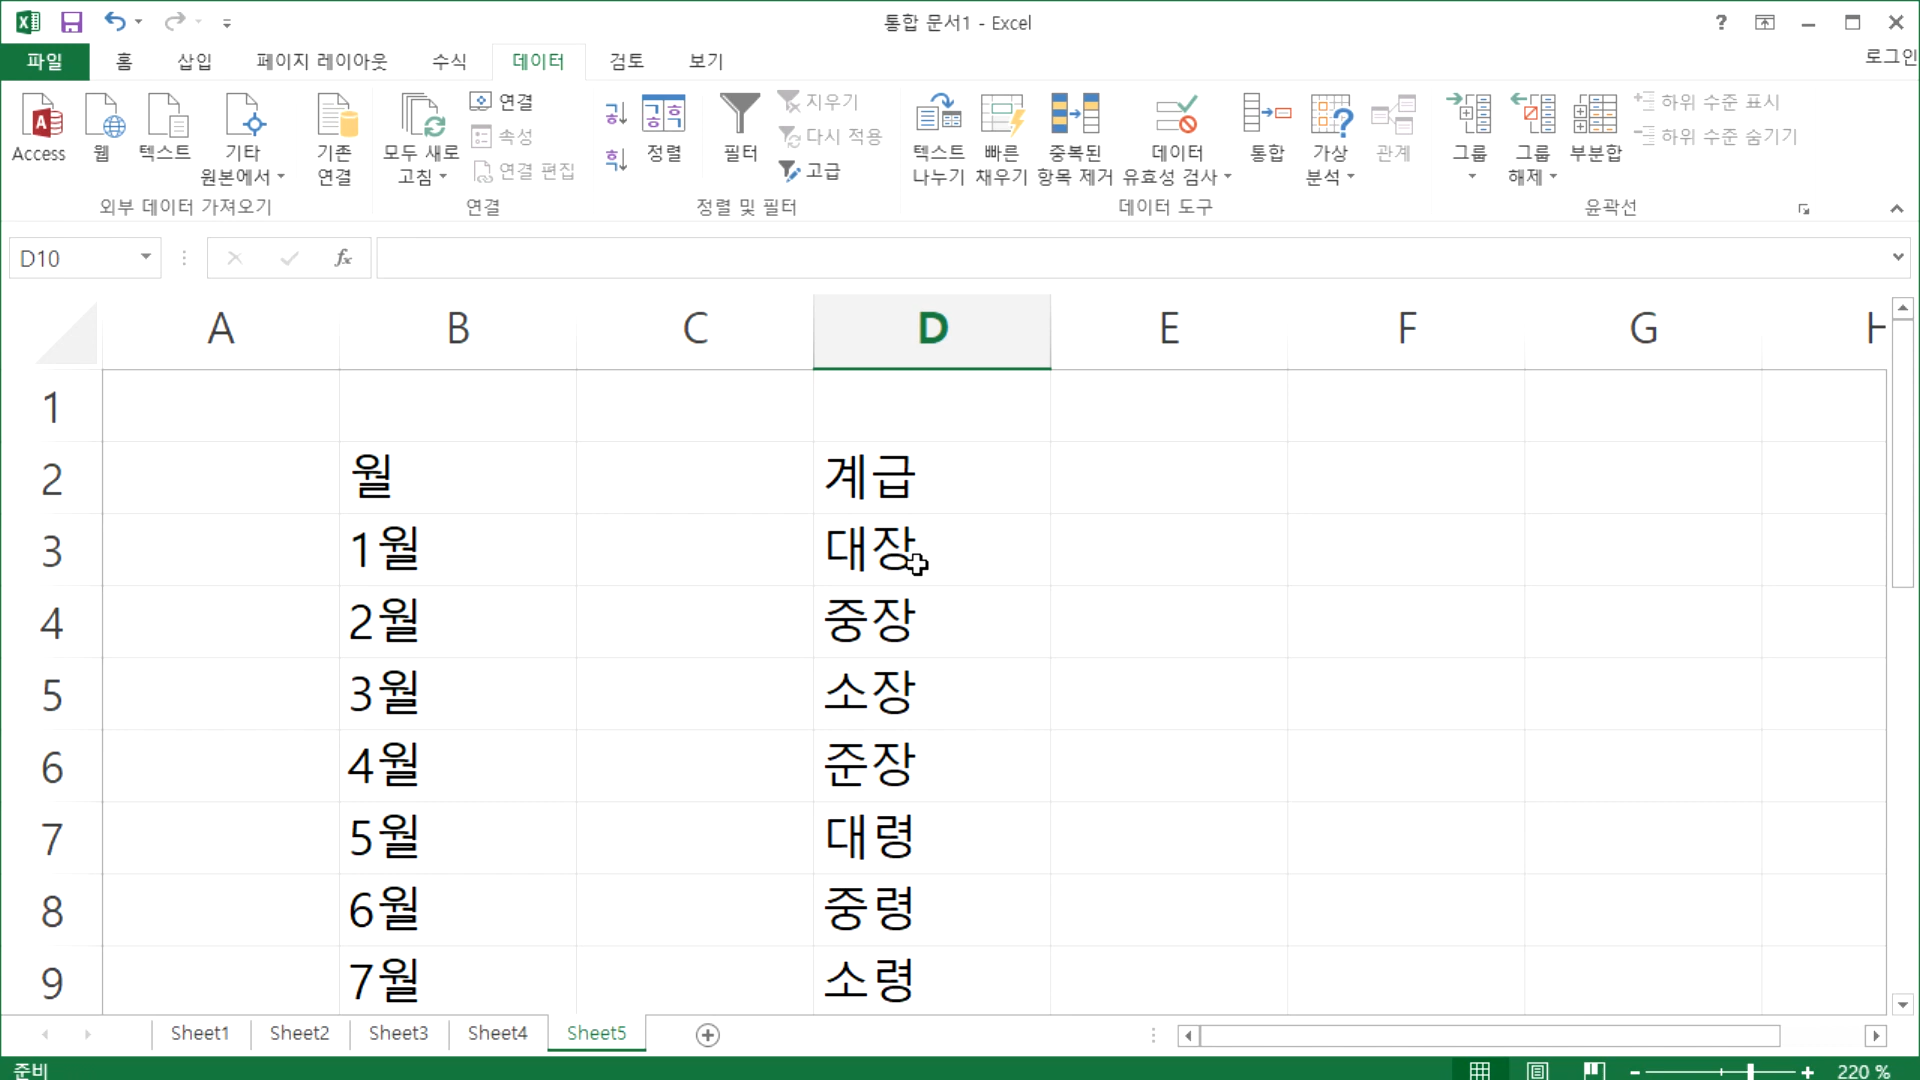 통합 문서1 - Excel
?
파일 홈 삽입 페이지 레이아웃 수식 데이터 검토 보기 로그인
Access
웹
텍스트
기타
원본에서
기존
연결
외부 데이터 가져오기
모두 새로
고침
연결
속성
연결 편집
연결
정렬
필터
지우기
다시 적용
고급
정렬 및 필터
텍스트
나누기
빠른
채우기
중복된
항목 제거
데이터
유효성 검사
통합
가상
분석
관계
데이터 도구
그룹
그룹
해제
부분합
하위 수준 표시
하위 수준 숨기기
윤곽선
D10 fx
A B C D E F G H
1
2 월 계급
3 1월 대장
4 2월 중장
5 3월 소장
6 4월 준장
7 5월 대령
8 6월 중령
9 7월 소령
Sheet1 Sheet2 Sheet3 Sheet4 Sheet5
준비 220 %